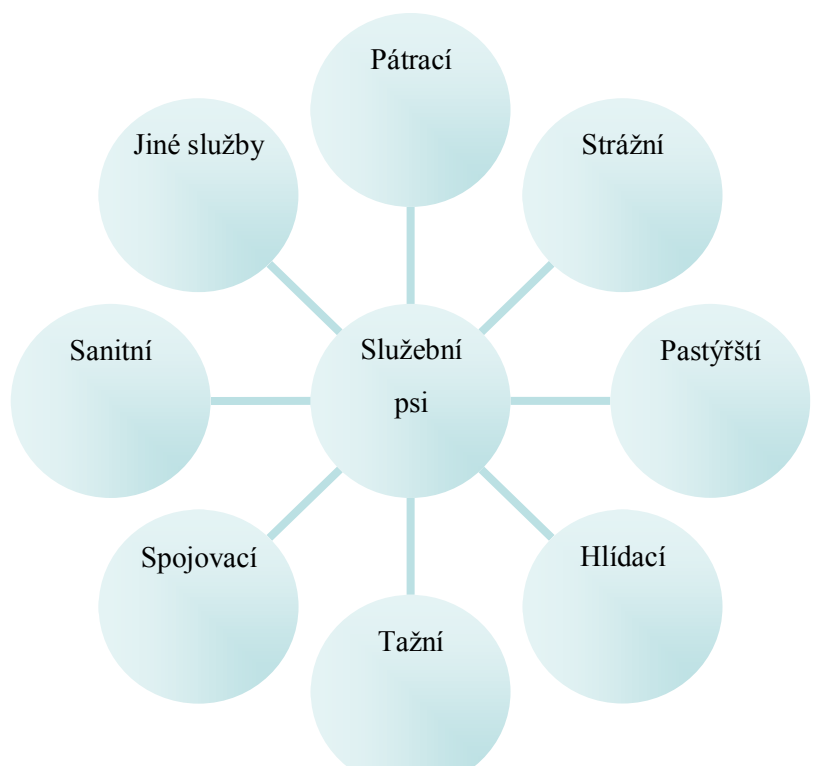 Pátrací
Jiné služby
Strážní
Sanitní
Služební
psi
Pastýřští
Spojovací
Hlídací
Tažní